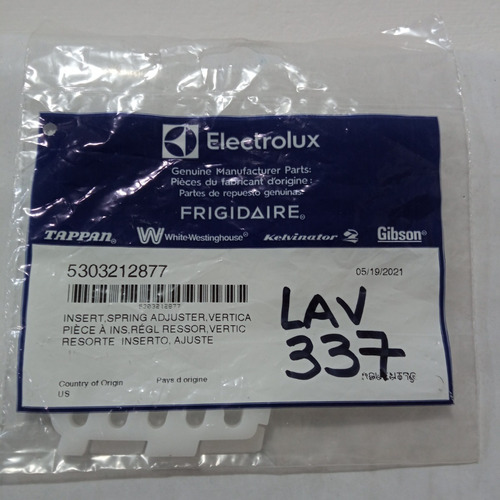 Electrolux
Genuine Manufacturer Parts:
Pièces du fabricant d'origine:
Partes de repuesto genuinas:
FRIGIDAIRE
TAPPAN White-Westinghouse Kelvinator Gibson
5303212877 05/19/2021
5303212877
INSERT,SPRING ADJUSTER,VERTICA
PIÈCE À INS.RÉGL RESSOR,VERTIC
RESORTE INSERTO, AJUSTE
LAV
337
Country of Origin Pays d origine
US